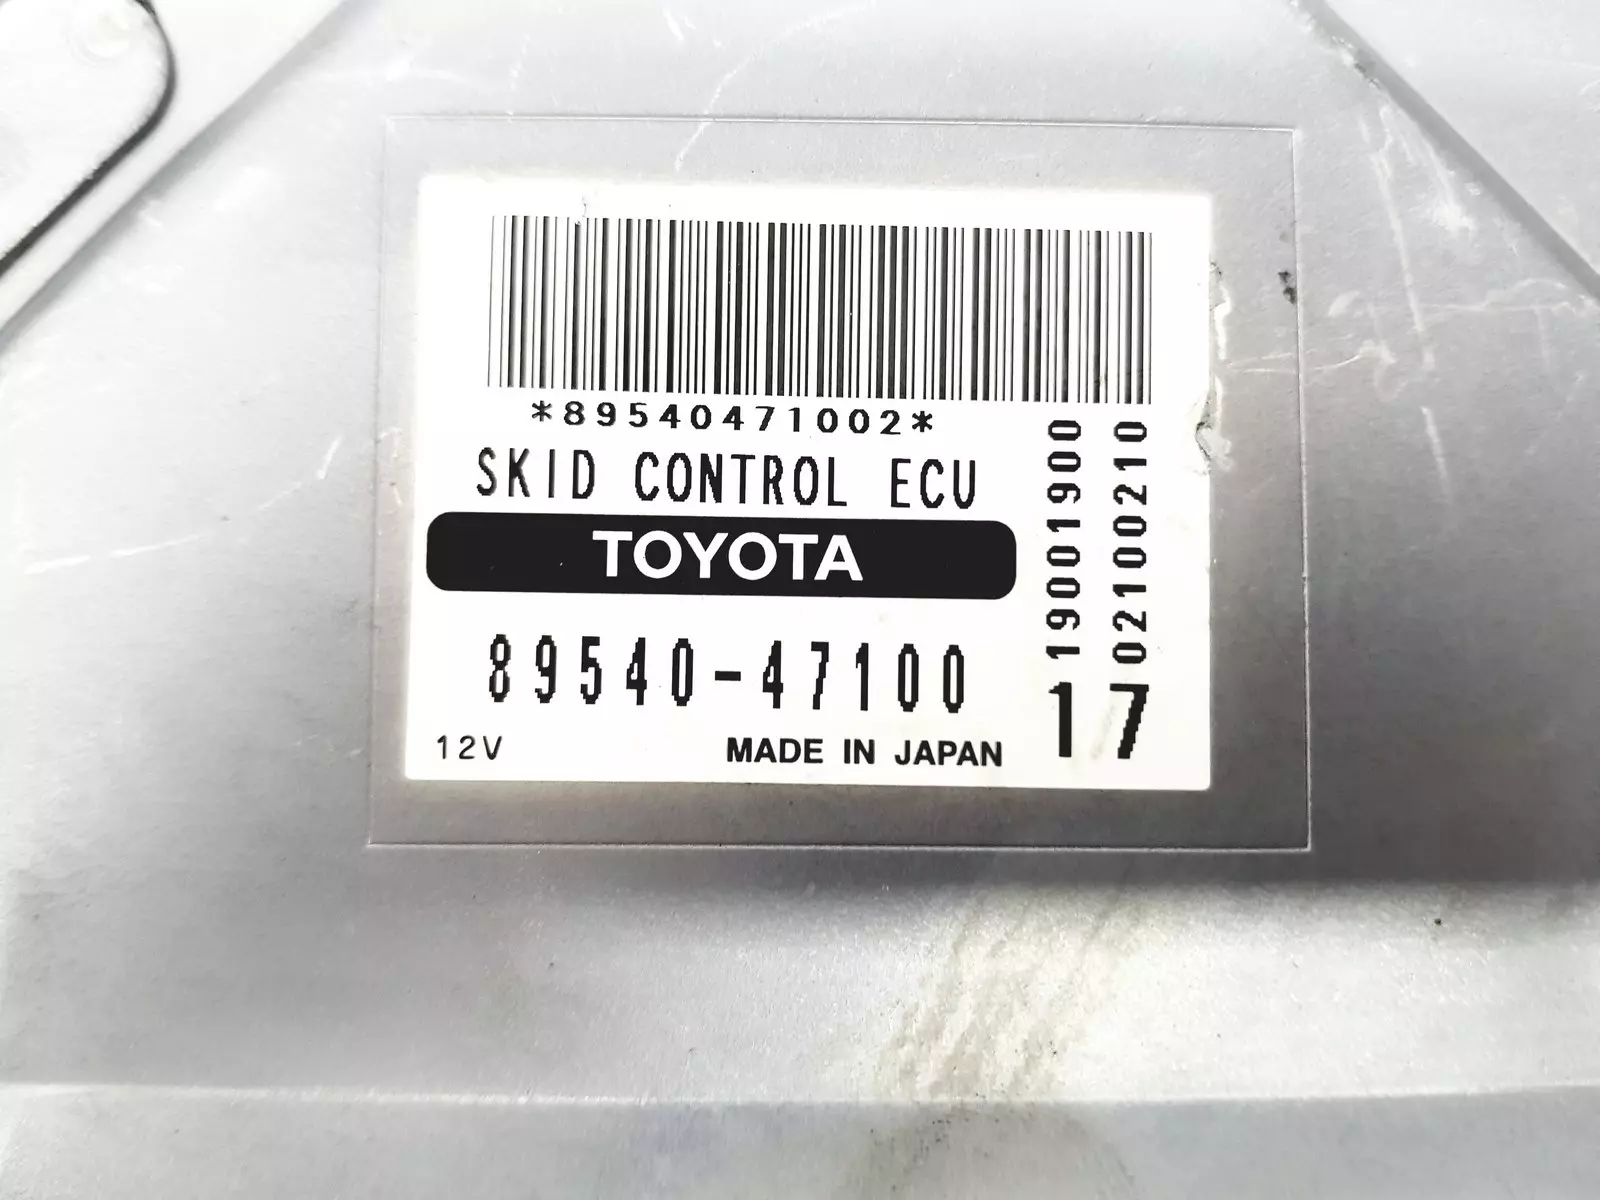 *89540471002*
SKID CONTROL ECU
TOYOTA
89540-47100
12V MADE IN JAPAN
17 19001900
02100210